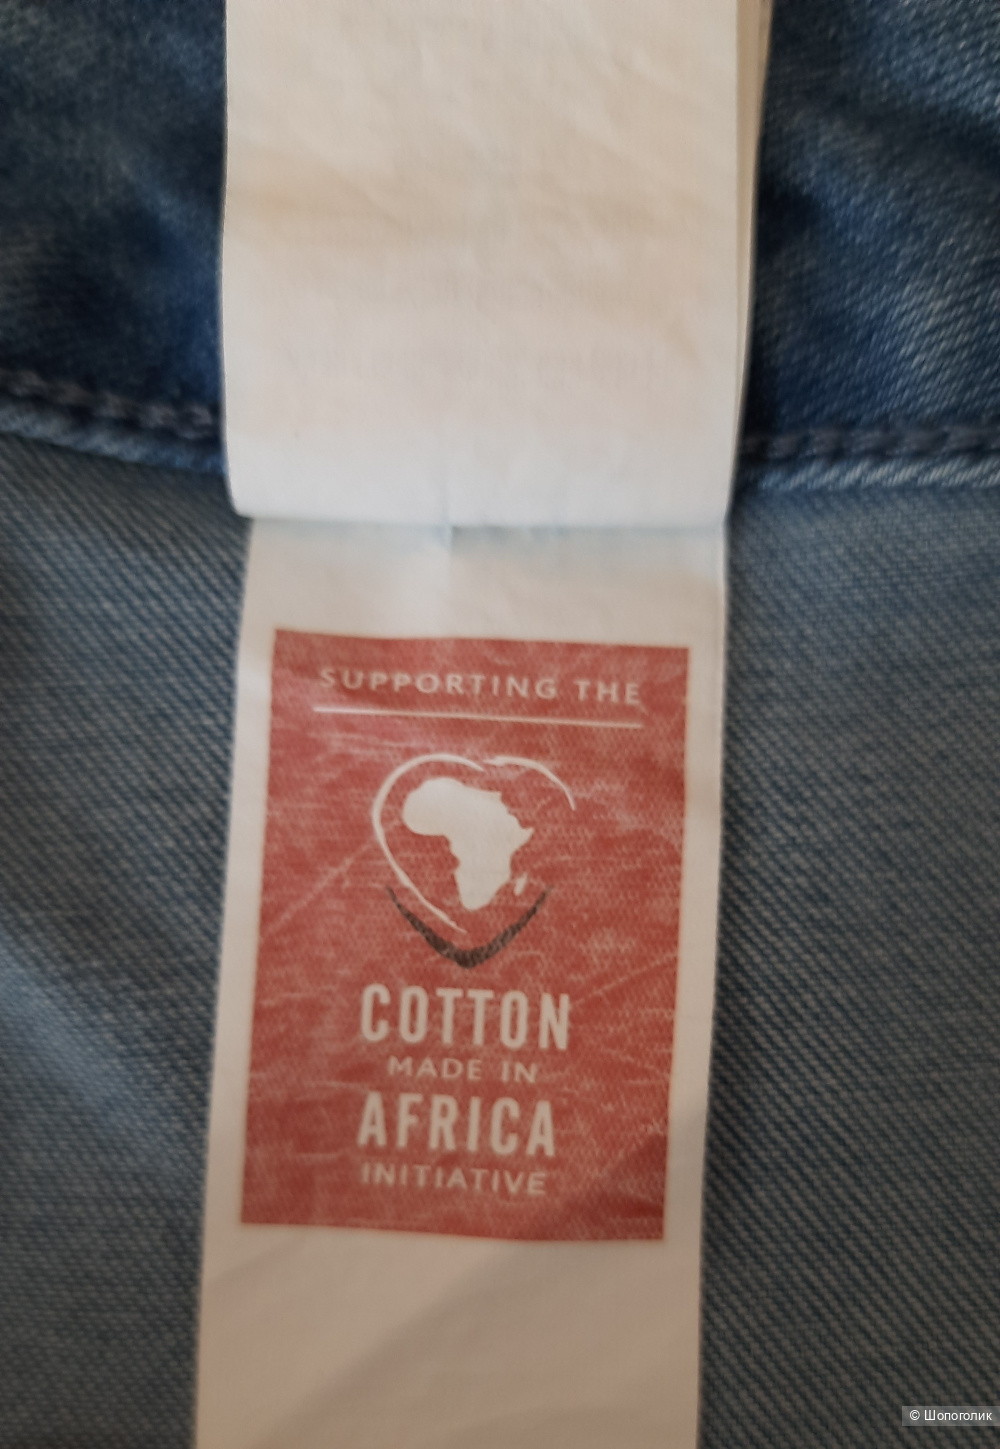 SUPPORTING THE
COTTON
MADE IN
AFRICA
INITIATIVE
© Шопоголик